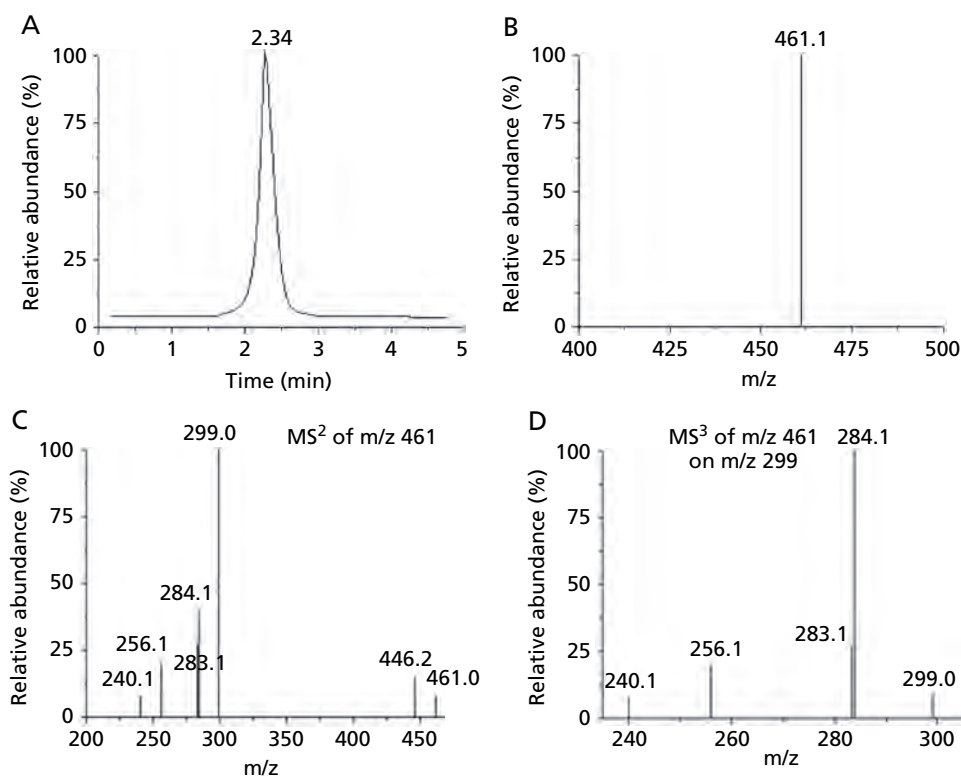 A
2.34
Relative abundance (%)
100
75
50
25
0
0 1 2 3 4 5
Time (min)
B
461.1
Relative abundance (%)
100
75
50
25
0
400 425 450 475 500
m/z
C
299.0
MS² of m/z 461
Relative abundance (%)
100
75
50
25
0
284.1
256.1
283.1
240.1
446.2
461.0
200 250 300 350 400 450
m/z
D
MS³ of m/z 461
on m/z 299
284.1
Relative abundance (%)
100
75
50
25
0
283.1
256.1
240.1
299.0
240 260 280 300
m/z